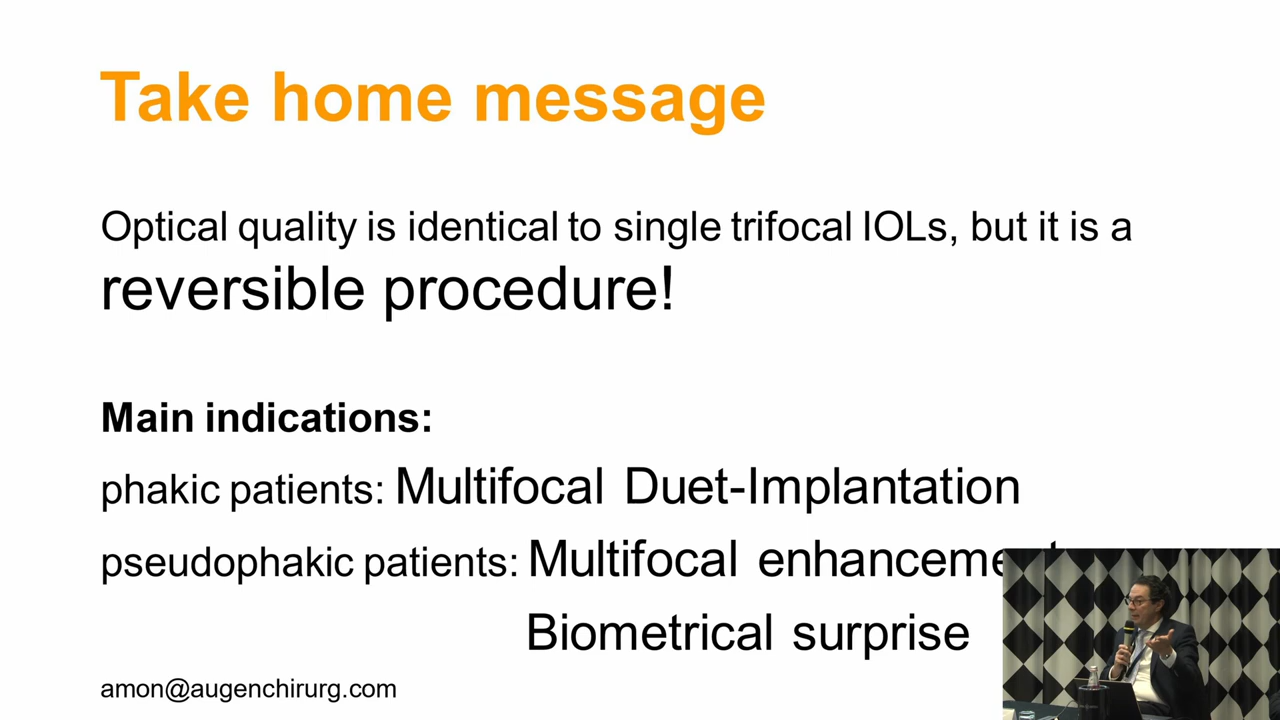 Take home message
Optical quality is identical to single trifocal IOLs, but it is a
reversible procedure!
Main indications:
phakic patients: Multifocal Duet-Implantation
pseudophakic patients: Multifocal
Biometrical surprise
amon@augenchirurg.com